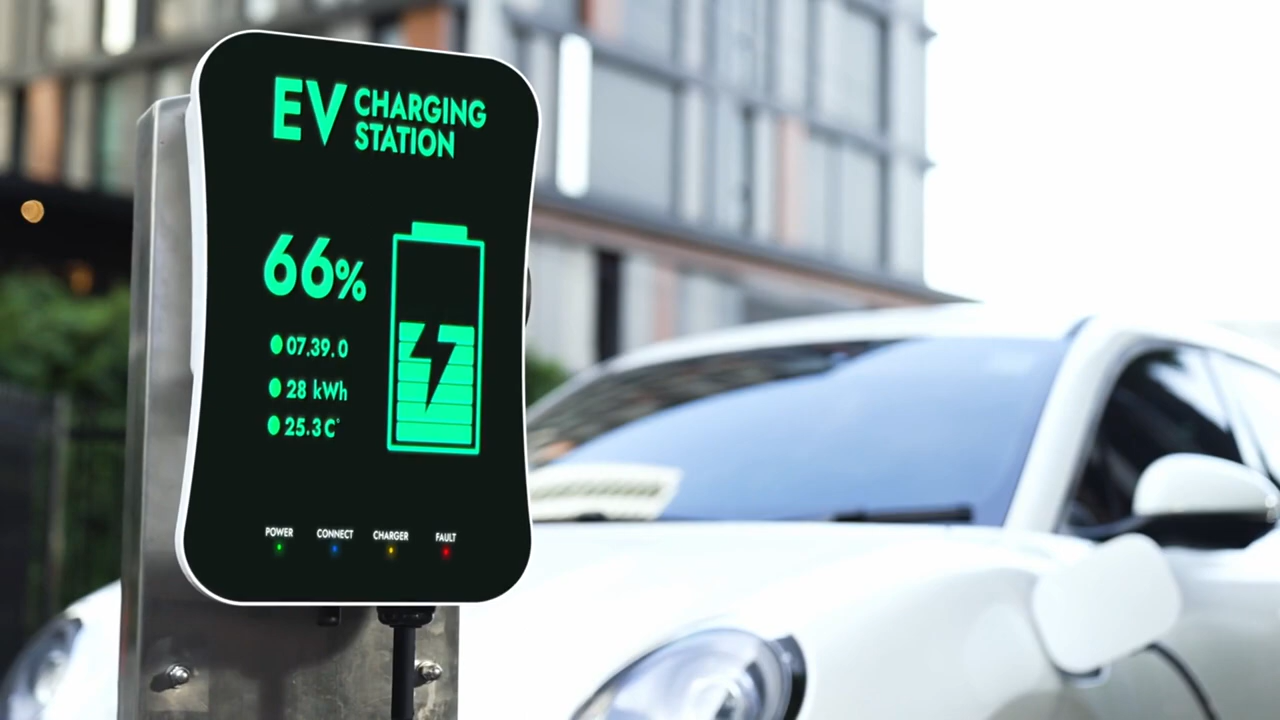 EV CHARGING
STATION
66%
07.39.0
28 kWh
25.3 C°
POWER CONNECT CHARGER FAULT